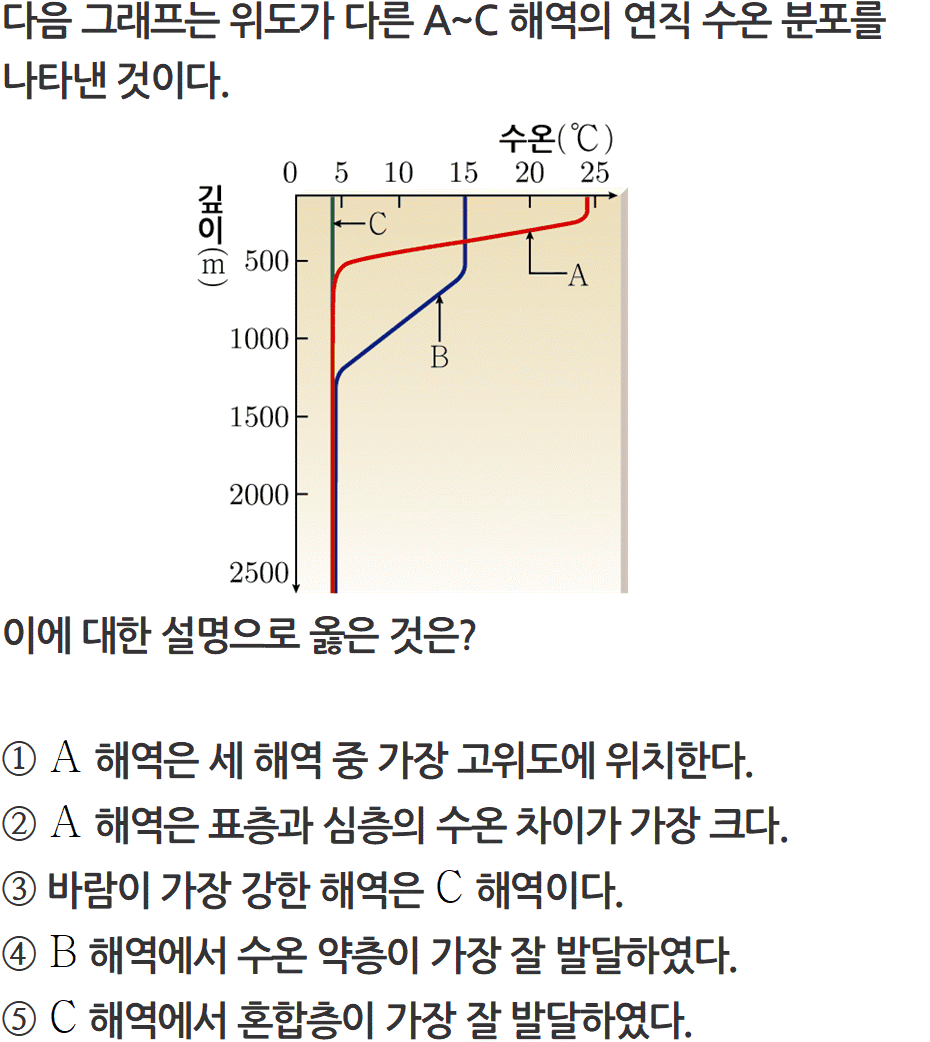 다음 그래프는 위도가 다른 A~C 해역의 연직 수온 분포를
나타낸 것이다.
수온(℃)
0 5 10 15 20 25
깊이(m)
C
500
A
1000
B
1500
2000
2500
이에 대한 설명으로 옳은 것은?
① A 해역은 세 해역 중 가장 고위도에 위치한다.
② A 해역은 표층과 심층의 수온 차이가 가장 크다.
③ 바람이 가장 강한 해역은 C 해역이다.
④ B 해역에서 수온 약층이 가장 잘 발달하였다.
⑤ C 해역에서 혼합층이 가장 잘 발달하였다.